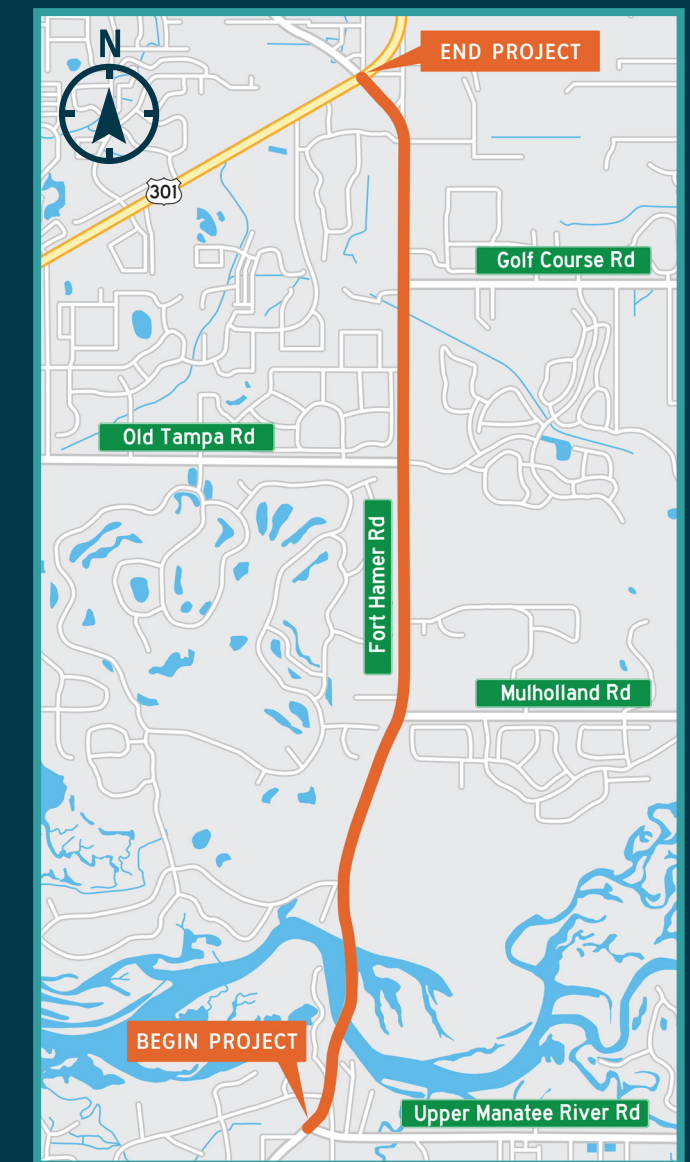 N
END PROJECT
301
Golf Course Rd
Old Tampa Rd
Fort Hamer Rd
Mulholland Rd
BEGIN PROJECT
Upper Manatee River Rd